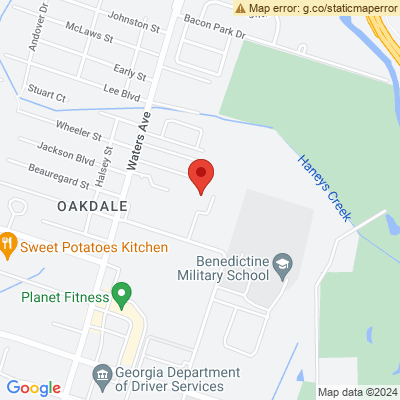 Map error: g.co/staticmaperror
Johnston St
Bacon Park Dr
Andover Dr
McLaws St
Early St
Stuart Ct
Lee Blvd
Wheeler St
Waters Ave
Jackson Blvd
Halsey St
Haneys Creek
Beauregard St
OAKDALE
Sweet Potatoes Kitchen
Benedictine
Military School
Planet Fitness
Georgia Department
of Driver Services
Google
Map data ©2024